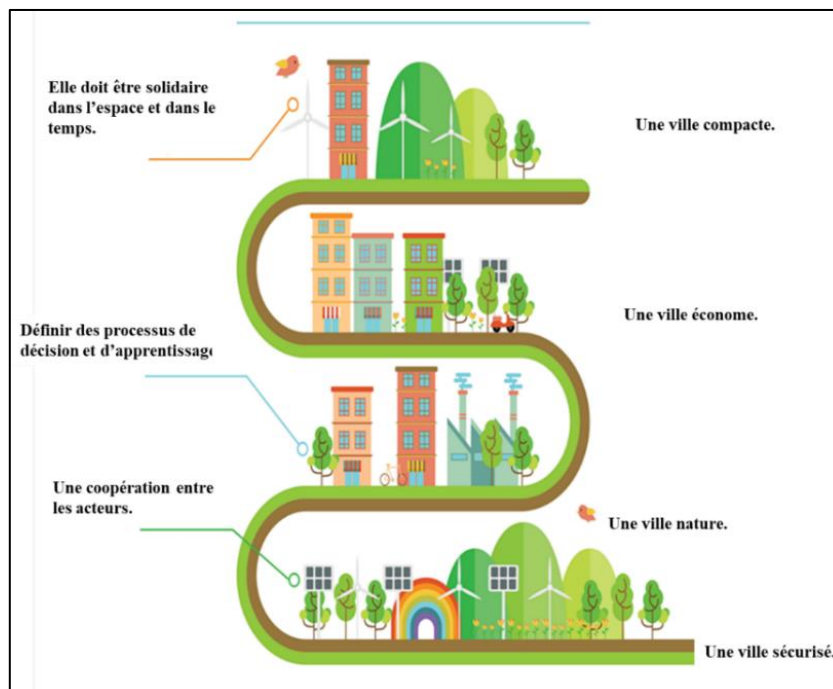 Elle doit être solidaire
dans l'espace et dans le
temps.
Une ville compacte.
Une ville économe.
Définir des processus de
décision et d'apprentissage
Une coopération entre
les acteurs.
Une ville nature.
Une ville sécurisé.